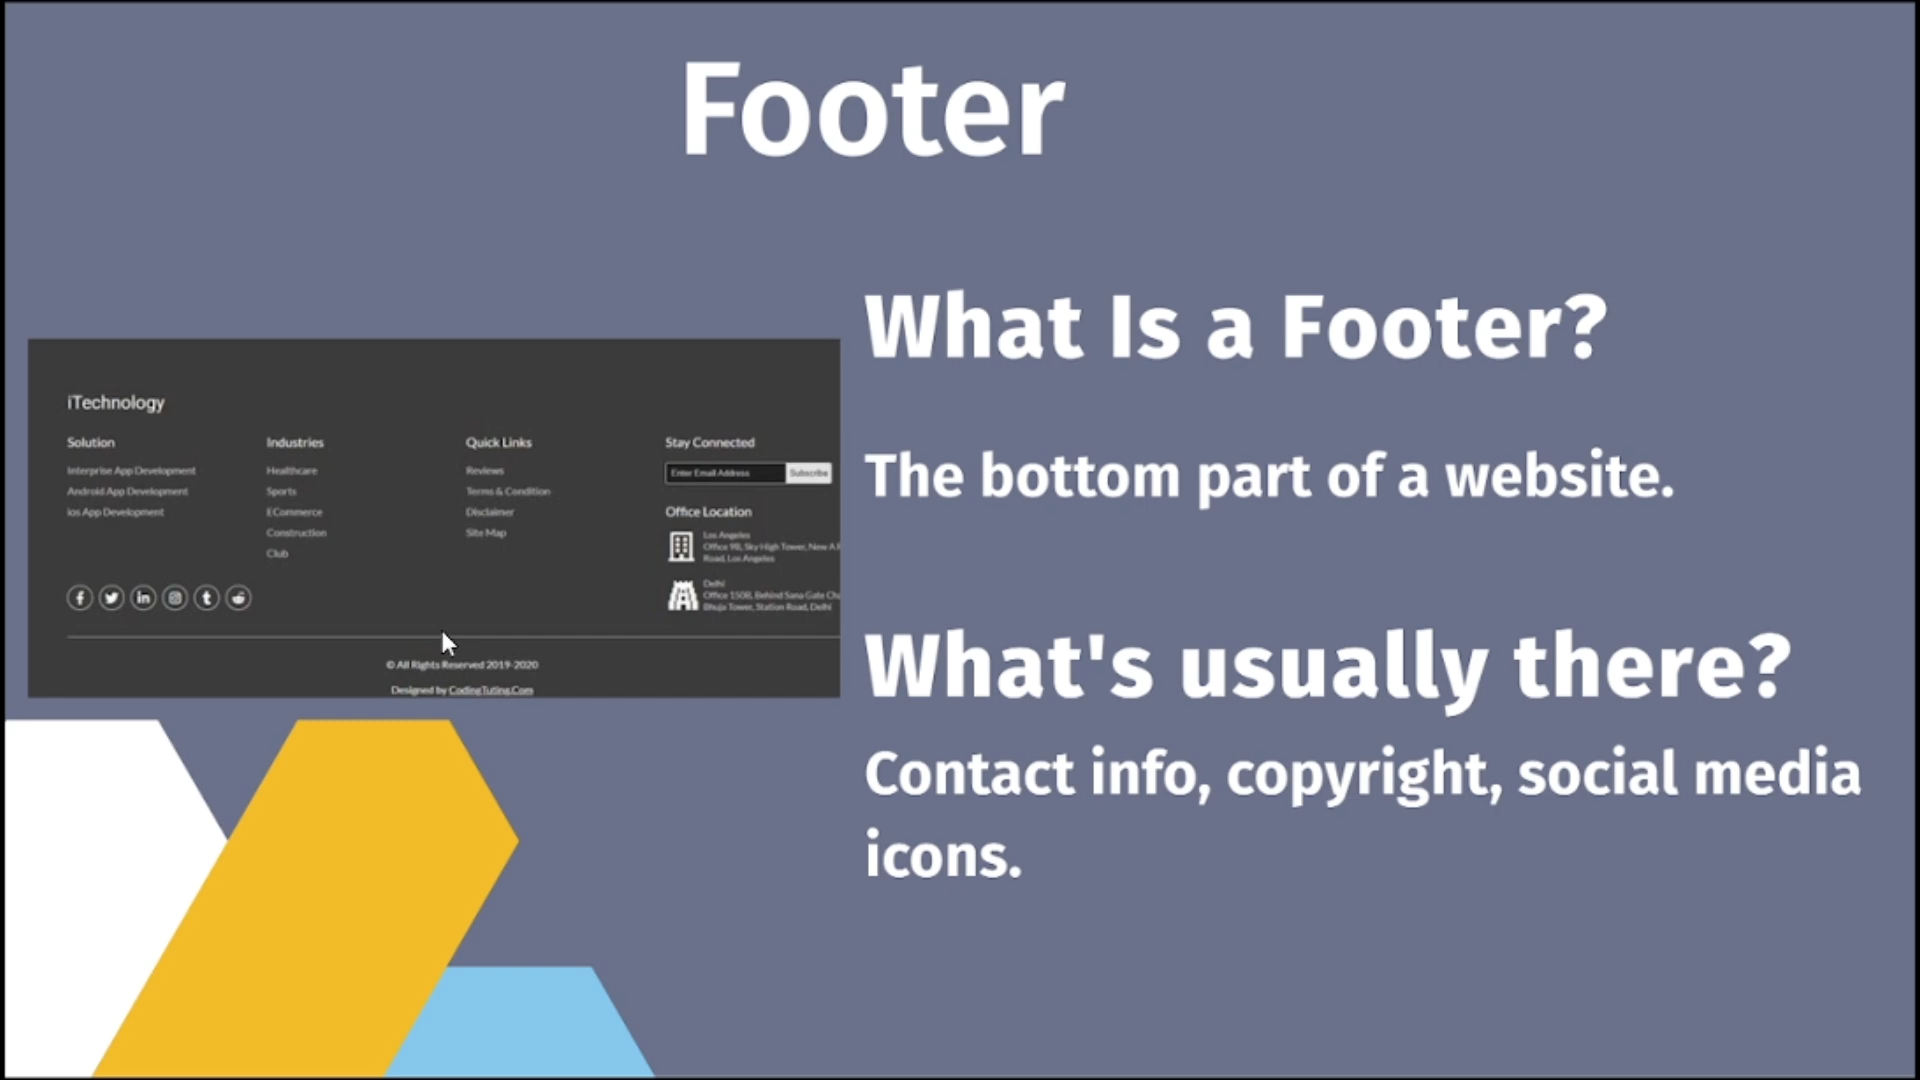 Footer
What Is a Footer?
The bottom part of a website.
What's usually there?
Contact info, copyright, social media
icons.
iTechnology
Solution
Interprise App Development
Android App Development
ios App Development
Industries
Healthcare
Sports
ECommerce
Construction
Club
Quick Links
Reviews
Terms & Condition
Disclaimer
Site Map
Stay Connected
Enter Email Address
Subscribe
Office Location
Los Angeles
Office 9B, Sky High Tower, New A
Road, Los Angeles
Delhi
Office 150B, Behind Sana Gate
Bhuja Tower, Station Road, Delhi
© All Rights Reserved 2019-2020
Designed by CodingTuting.Com